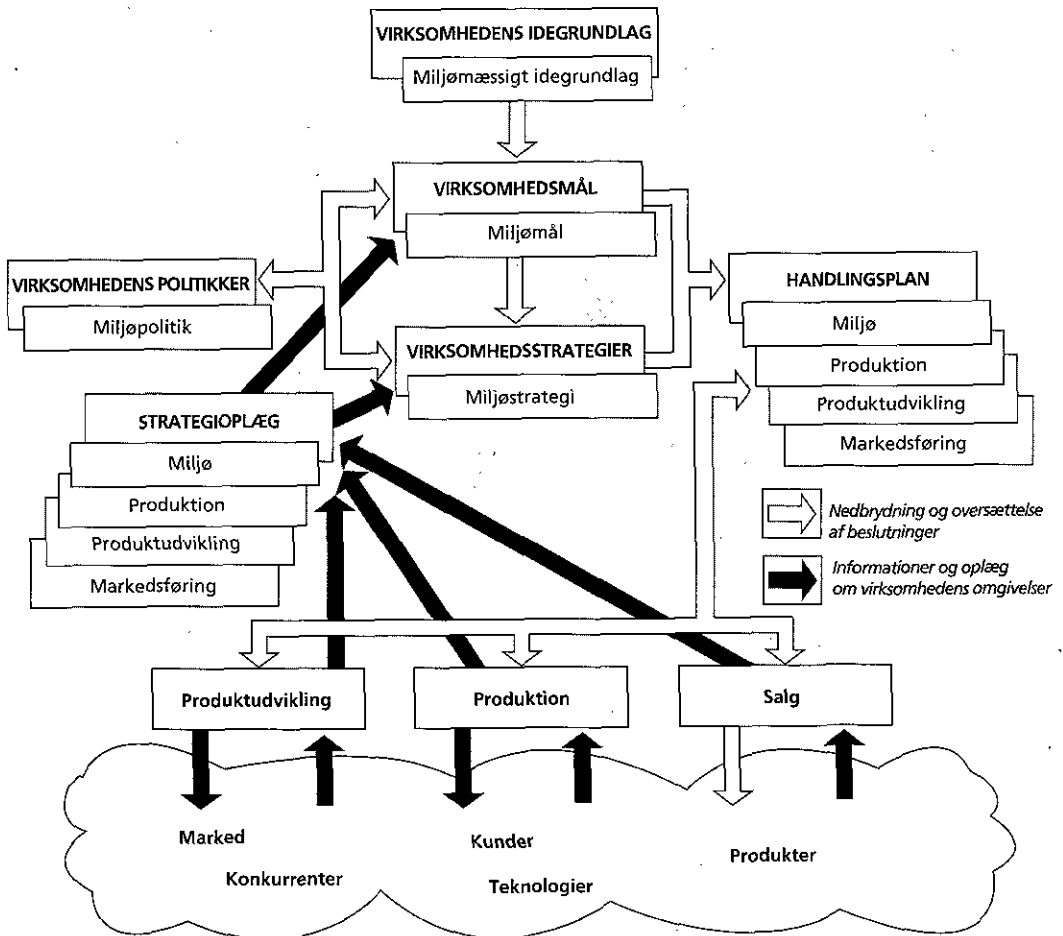 VIRKSOMHEDENS IDEGRUNDLAG
Miljømæssigt idegrundlag
VIRKSOMHEDSMÅL
Miljømål
VIRKSOMHEDENS POLITIKKER
Miljøpolitik
HANDLINGSPLAN
Miljø
Produktion
Produktudvikling
Markedsføring
VIRKSOMHEDSSTRATEGIER
Miljøstrategi
STRATEGIOPLÆG
Miljø
Produktion
Produktudvikling
Markedsføring
Nedbrydning og oversættelse
af beslutninger
Informationer og oplæg
om virksomhedens omgivelser
Produktudvikling
Produktion
Salg
Marked
Kunder
Produkter
Konkurrenter
Teknologier